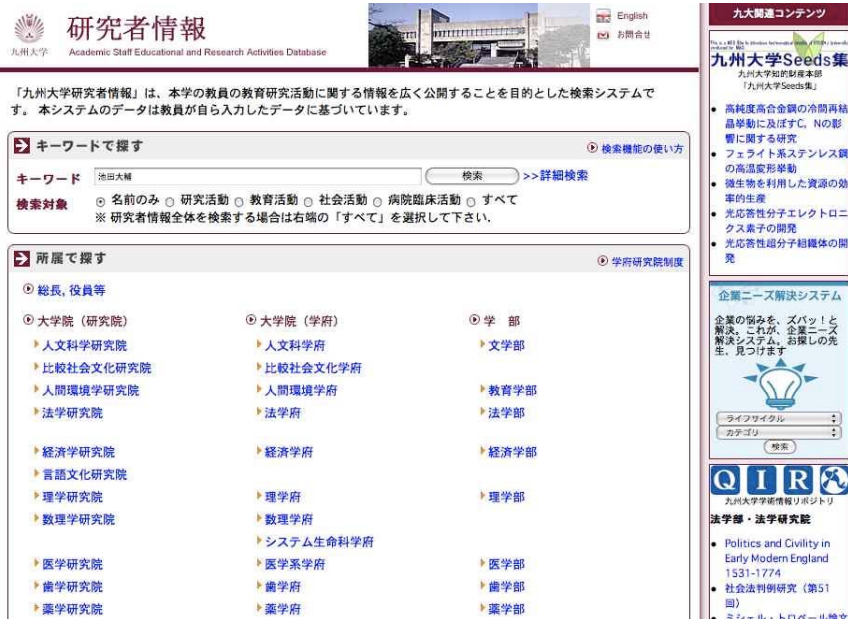 九州大学
研究者情報
Academic Staff Educational and Research Activities Database
English
お問合せ
「九州大学研究者情報」は、本学の教員の教育研究活動に関する情報を広く公開することを目的とした検索システムで
す。 本システムのデータは教員が自ら入力したデータに基づいています。
キーワードで探す
検索機能の使い方
キーワード 池田大輔 検索 >>詳細検索
検索対象 名前のみ 研究活動 教育活動 社会活動 病院臨床活動 すべて
※ 研究者情報全体を検索する場合は右端の「すべて」を選択して下さい.
所属で探す
学府研究院制度
総長, 役員等
大学院（研究院） 大学院（学府） 学 部
人文科学研究院 人文科学府 文学部
比較社会文化研究院 比較社会文化学府
人間環境学研究院 人間環境学府 教育学部
法学研究院 法学府 法学部
経済学研究院 経済学府 経済学部
言語文化研究院
理学研究院 理学府 理学部
数理学研究院 数理学府
システム生命科学府
医学研究院 医学系学府 医学部
歯学研究院 歯学府 歯学部
薬学研究院 薬学府 薬学部
九大関連コンテンツ
九州大学Seeds集
九州大学知的財産本部
「九州大学Seeds集」
高純度高合金鋼の冷間再結
晶挙動に及ぼすC，Nの影
響に関する研究
フェライト系ステンレス鋼
の高温変形挙動
微生物を利用した資源の効
率的生産
光応答性分子エレクトロニ
クス素子の開発
光応答性超分子組織体の開
発
企業ニーズ解決システム
企業の悩みを、ズバッ！と
解決。これが、企業ニーズ
解決システム。お探しの先
生、見つけます
ライフサイクル
カテゴリ
検索
QIR
九州大学学術情報リポジトリ
法学部・法学研究院
Politics and Civility in
Early Modern England
1531-1774
社会法判例研究（第51
回）
ミシェル・トロペール論文